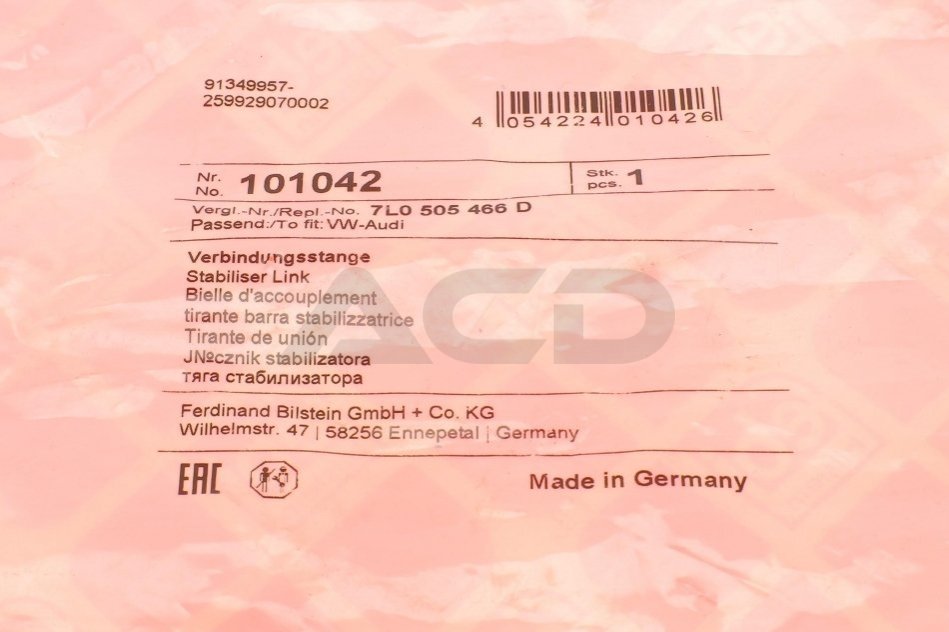 91349957-
259929070002
4 054224 010426
Nr.
No. 101042
Stk.
pcs. 1
Vergl.-Nr./Repl.-No. 7L0 505 466 D
Passend:/To fit: VW-Audi
Verbindungsstange
Stabiliser Link
Bielle d'accouplement
tirante barra stabilizzatrice
Tirante de unión
JNºcznik stabilizatora
тяга стабилизатора
ACD
Ferdinand Bilstein GmbH + Co. KG
Wilhelmstr. 47 | 58256 Ennepetal | Germany
EAC
Made in Germany